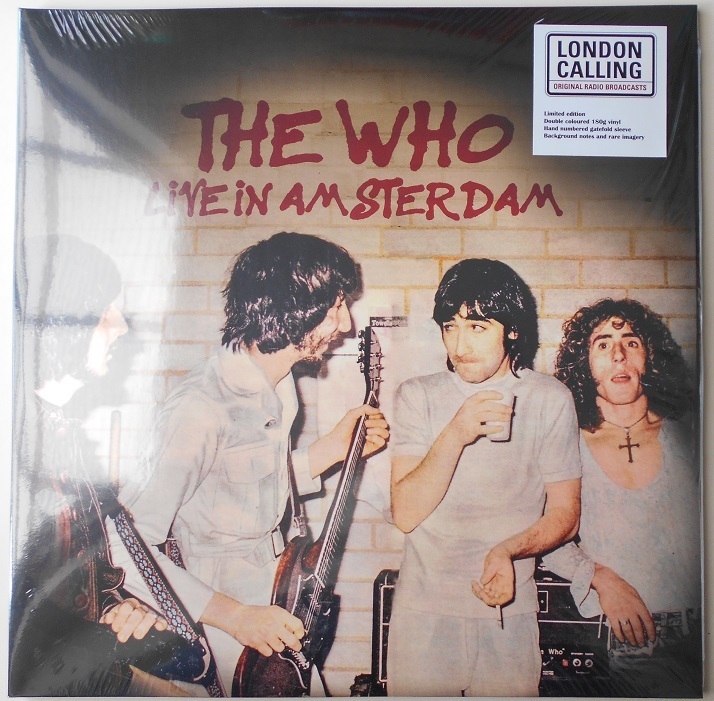 THE WHO
LiVE iN AMSTERDAM
LONDON
CALLING
ORIGINAL RADIO BROADCASTS
Limited edition
Double coloured 180g vinyl
Hand numbered gatefold sleeve
Background notes and rare imagery
Who"